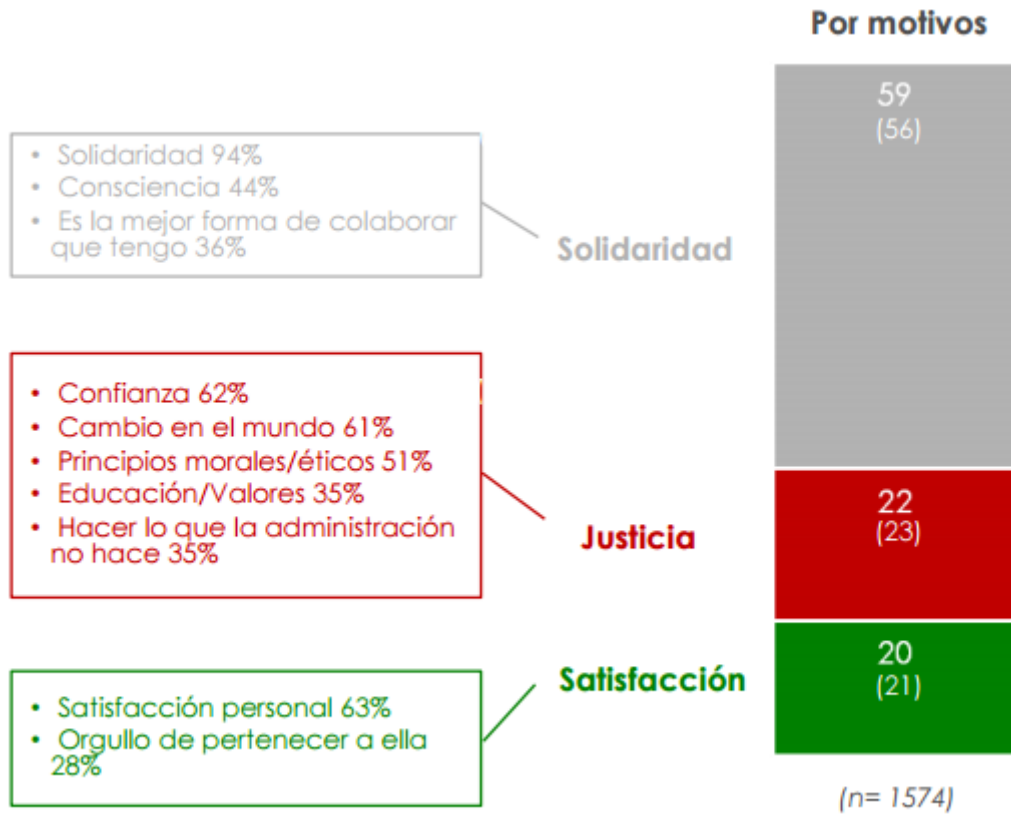 Por motivos
59
(56)
• Solidaridad 94%
• Consciencia 44%
• Es la mejor forma de colaborar
que tengo 36%
Solidaridad
• Confianza 62%
• Cambio en el mundo 61%
• Principios morales/éticos 51%
• Educación/Valores 35%
• Hacer lo que la administración
no hace 35%
Justicia
22
(23)
• Satisfacción personal 63%
• Orgullo de pertenecer a ella
28%
Satisfacción
20
(21)
(n= 1574)